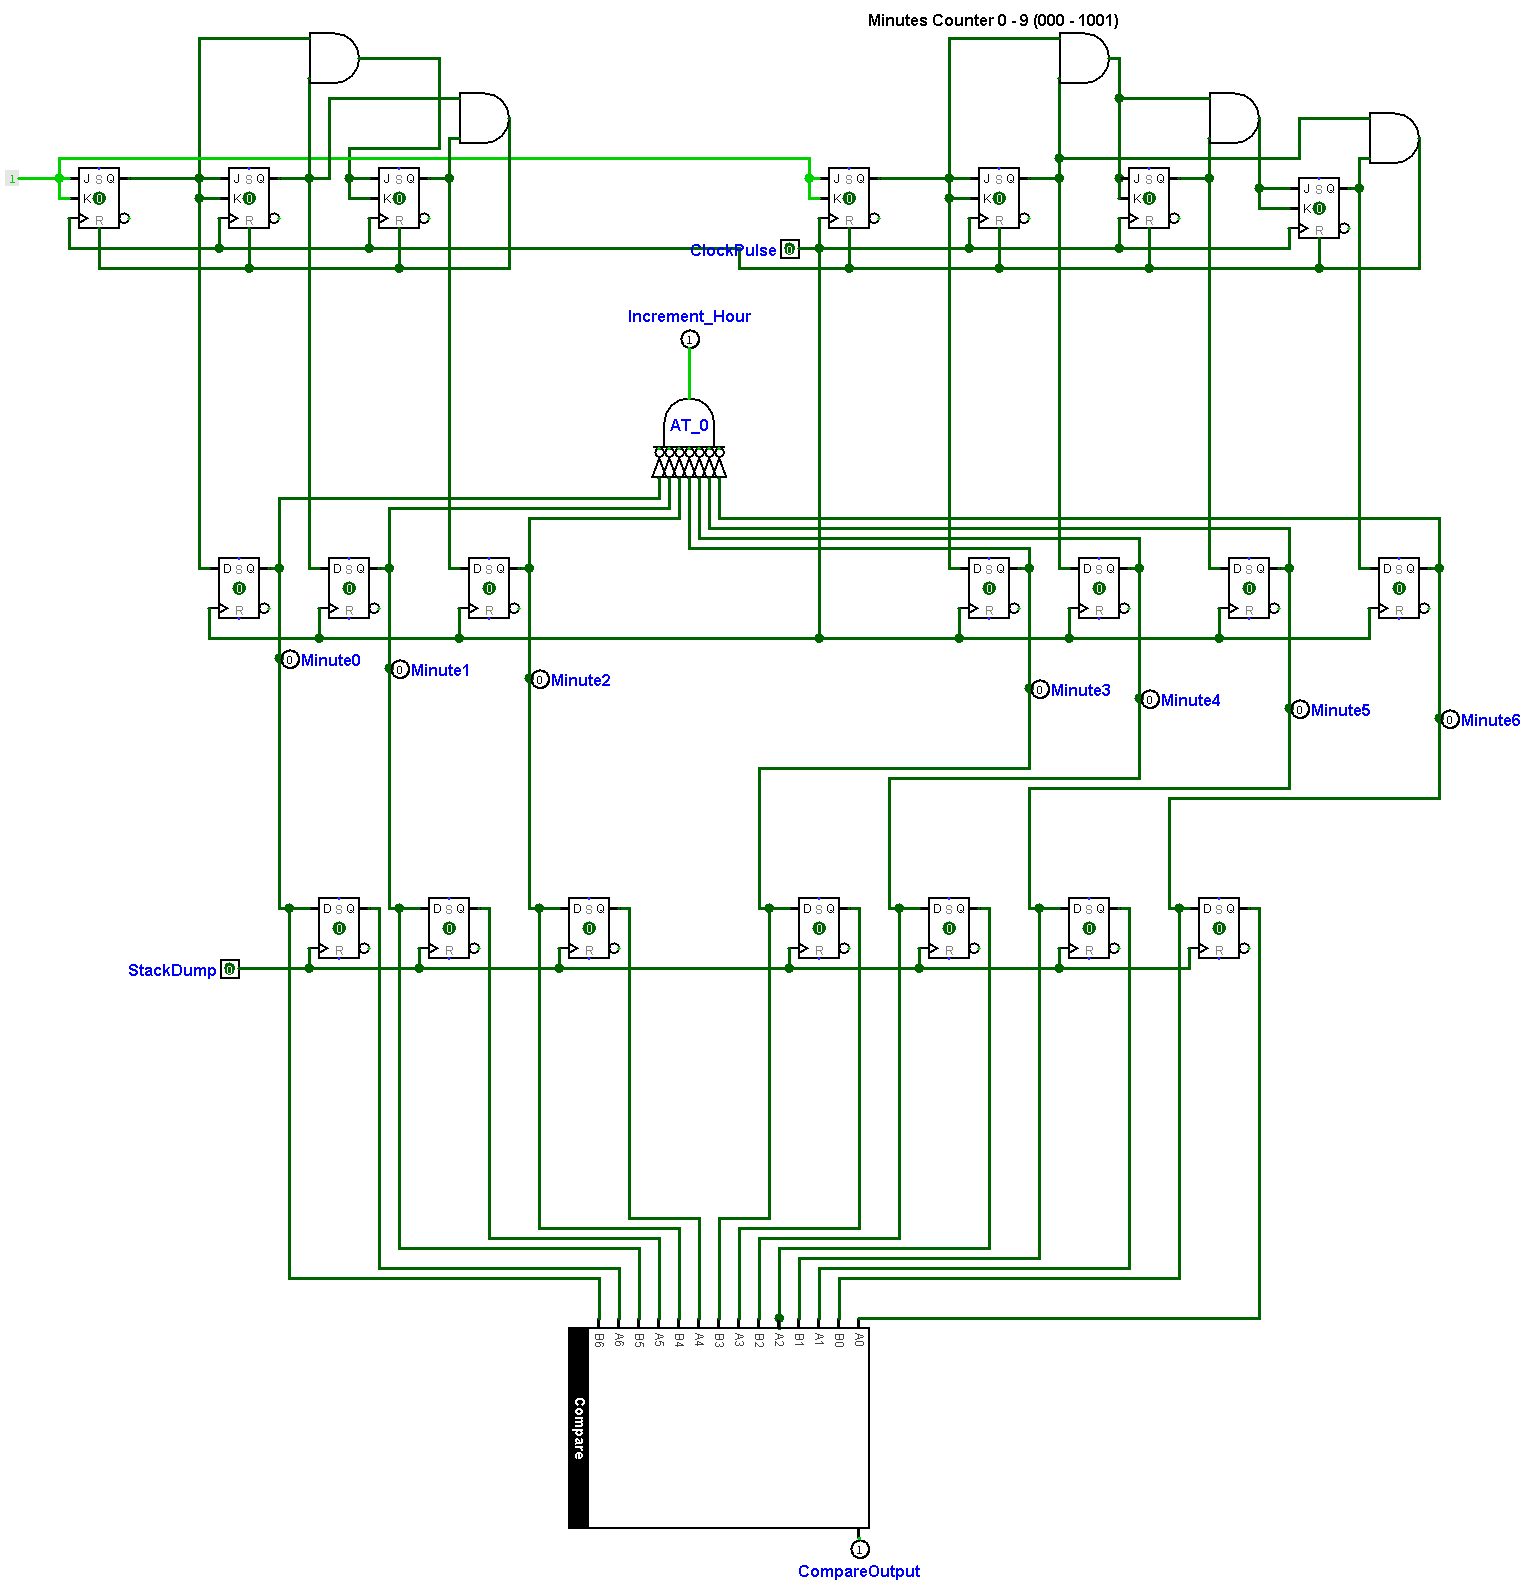 Minutes Counter 0 - 9 (000 - 1001)
1
J S Q J S Q J S Q J S Q J S Q J S Q
K 0 K 0 K 0 K 0 K 0 K 0 J S Q
R R R R R R K 0
R
ClockPulse 0
Increment_Hour
1
AT_0
D S Q D S Q D S Q D S Q D S Q D S Q D S Q
0 0 0 0 0 0 0
R R R R R R R
0 Minute0
0 Minute1
0 Minute2
0 Minute3
0 Minute4
0 Minute5
0 Minute6
D S Q D S Q D S Q D S Q D S Q D S Q D S Q
0 0 0 0 0 0 0
R R R R R R R
StackDump 0
B6 A6 B5 A5 B4 A4 B3 A3 B2 A2 B1 A1 B0 A0
Compare
1
CompareOutput